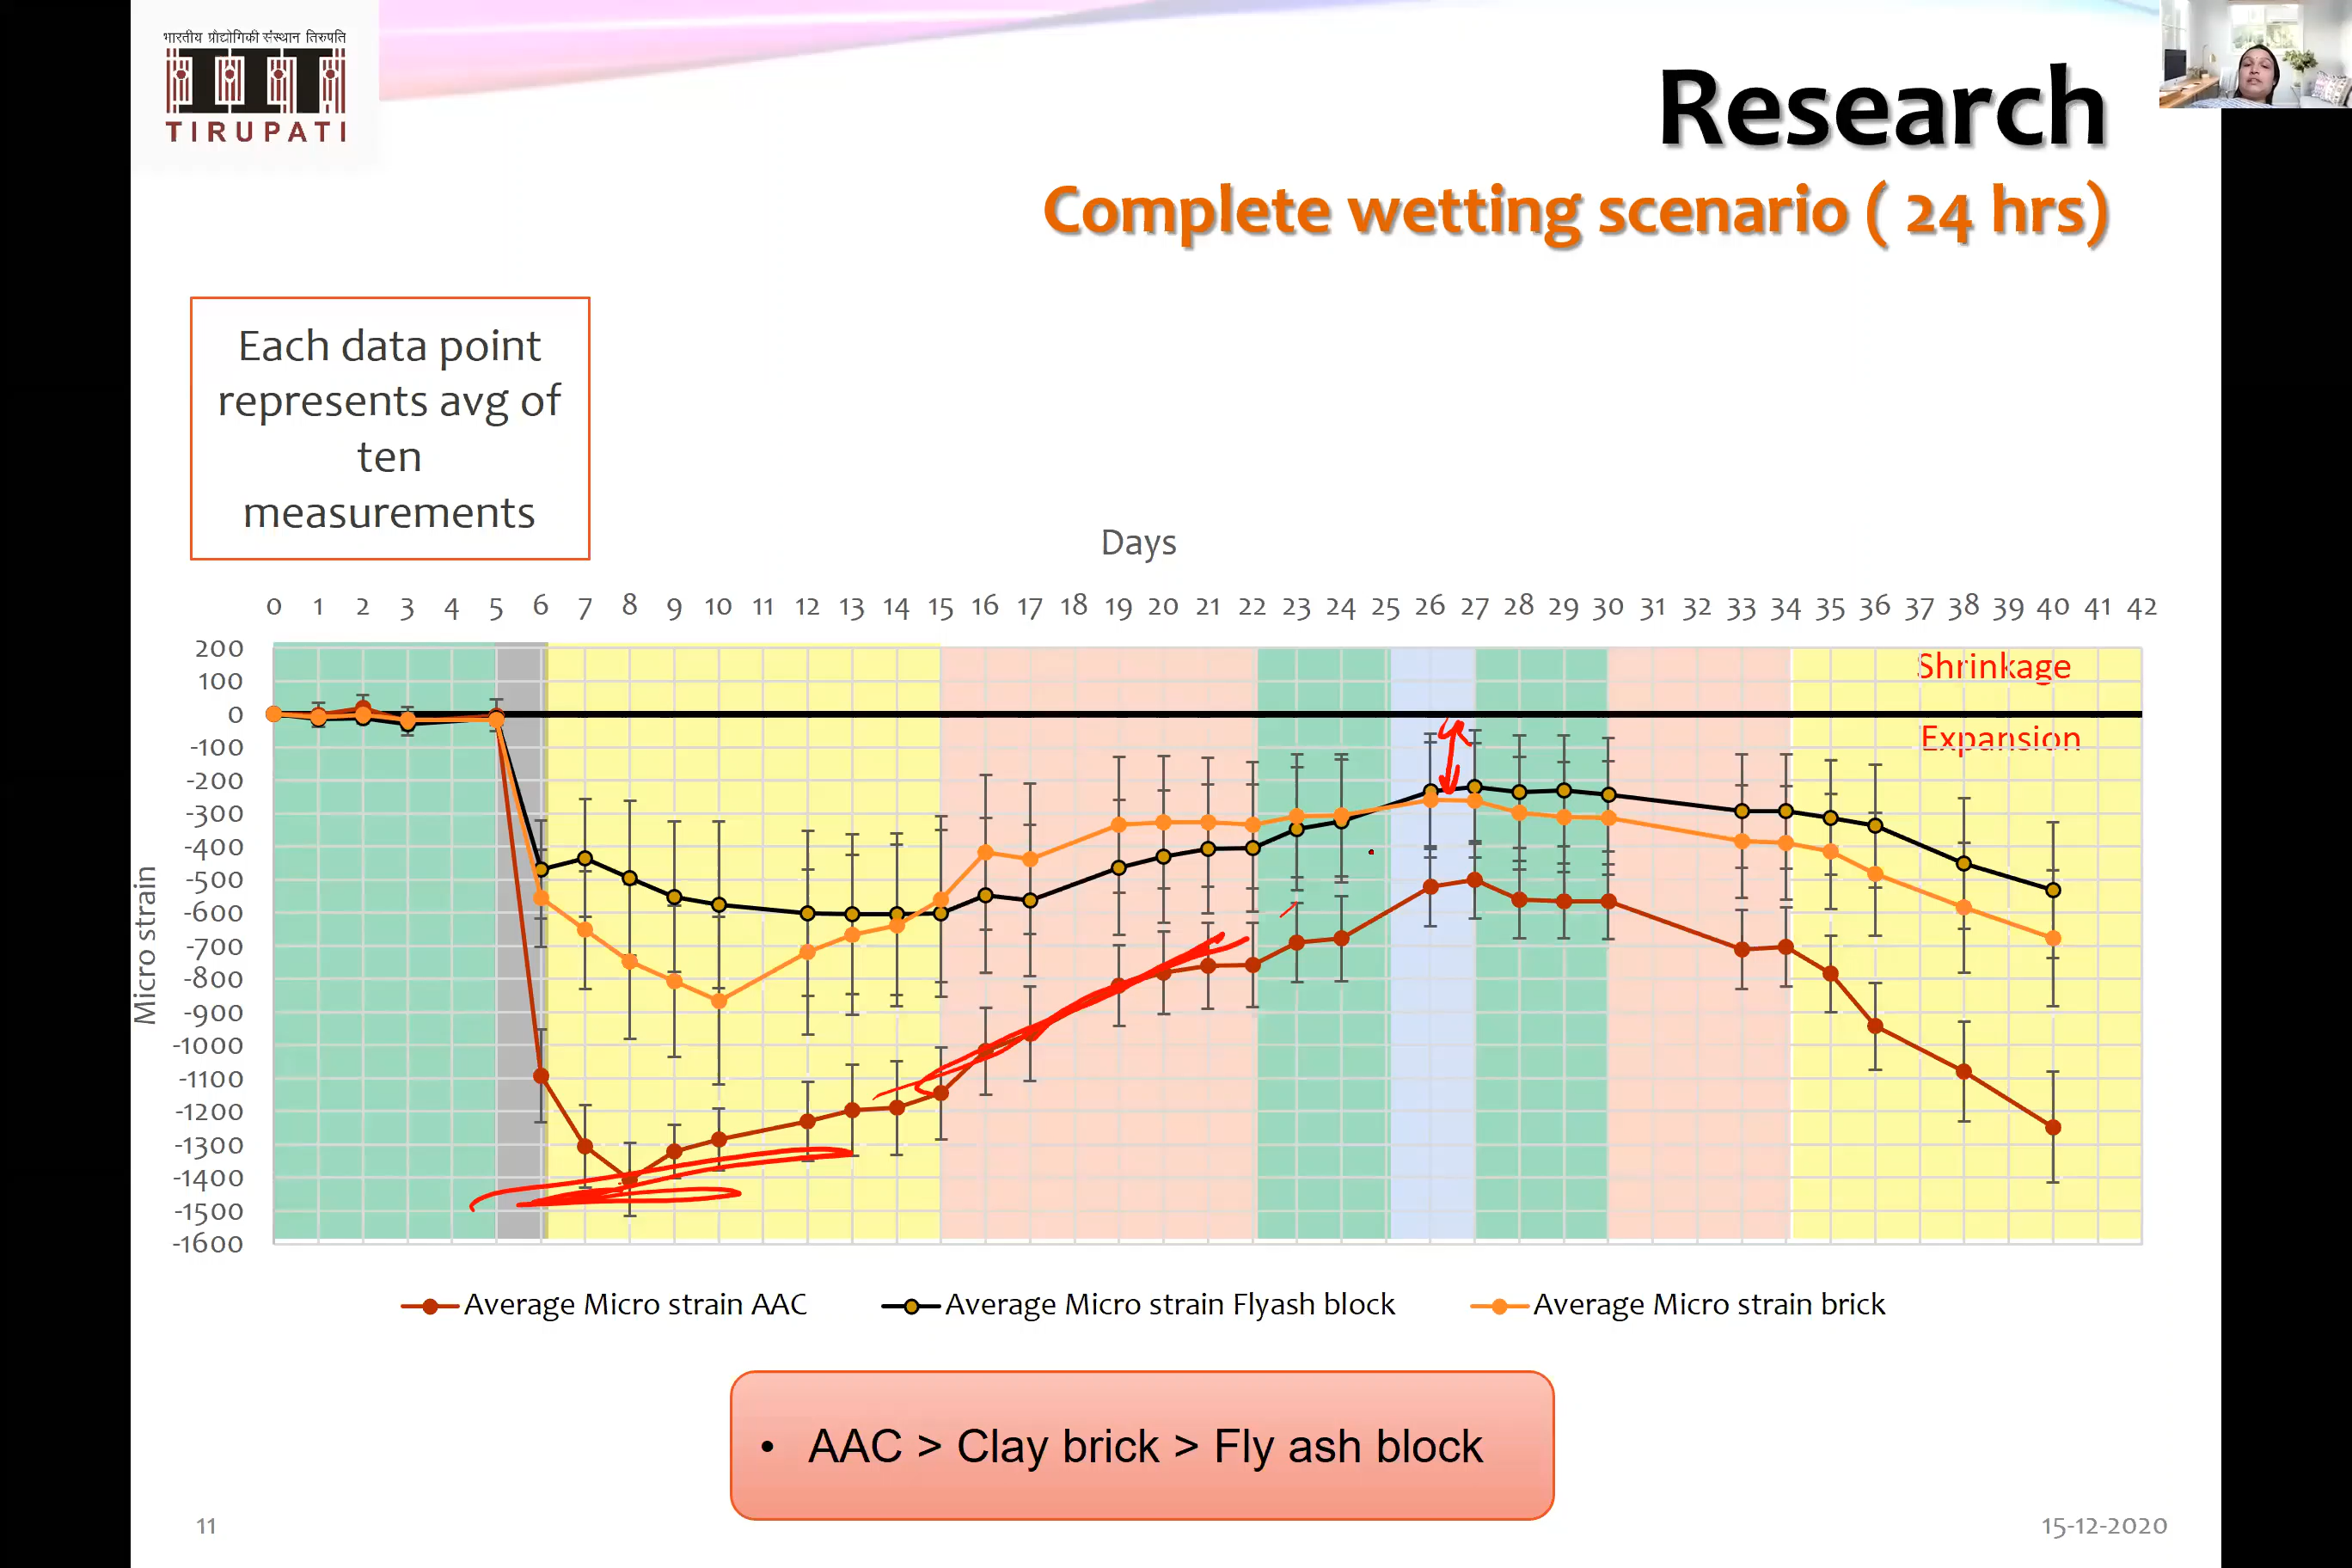 भारतीय प्रौद्योगिकी संस्थान तिरुपति
TIRUPATI
Research
Complete wetting scenario ( 24 hrs)
Each data point
represents avg of
ten
measurements
Days
0 1 2 3 4 5 6 7 8 9 10 11 12 13 14 15 16 17 18 19 20 21 22 23 24 25 26 27 28 29 30 31 32 33 34 35 36 37 38 39 40 41 42
200
100
0
-100
-200
-300
-400
-500
-600
-700
-800
-900
-1000
-1100
-1200
-1300
-1400
-1500
-1600
Micro strain
Shrinkage
Expansion
Average Micro strain AAC Average Micro strain Flyash block Average Micro strain brick
• AAC > Clay brick > Fly ash block
11
15-12-2020